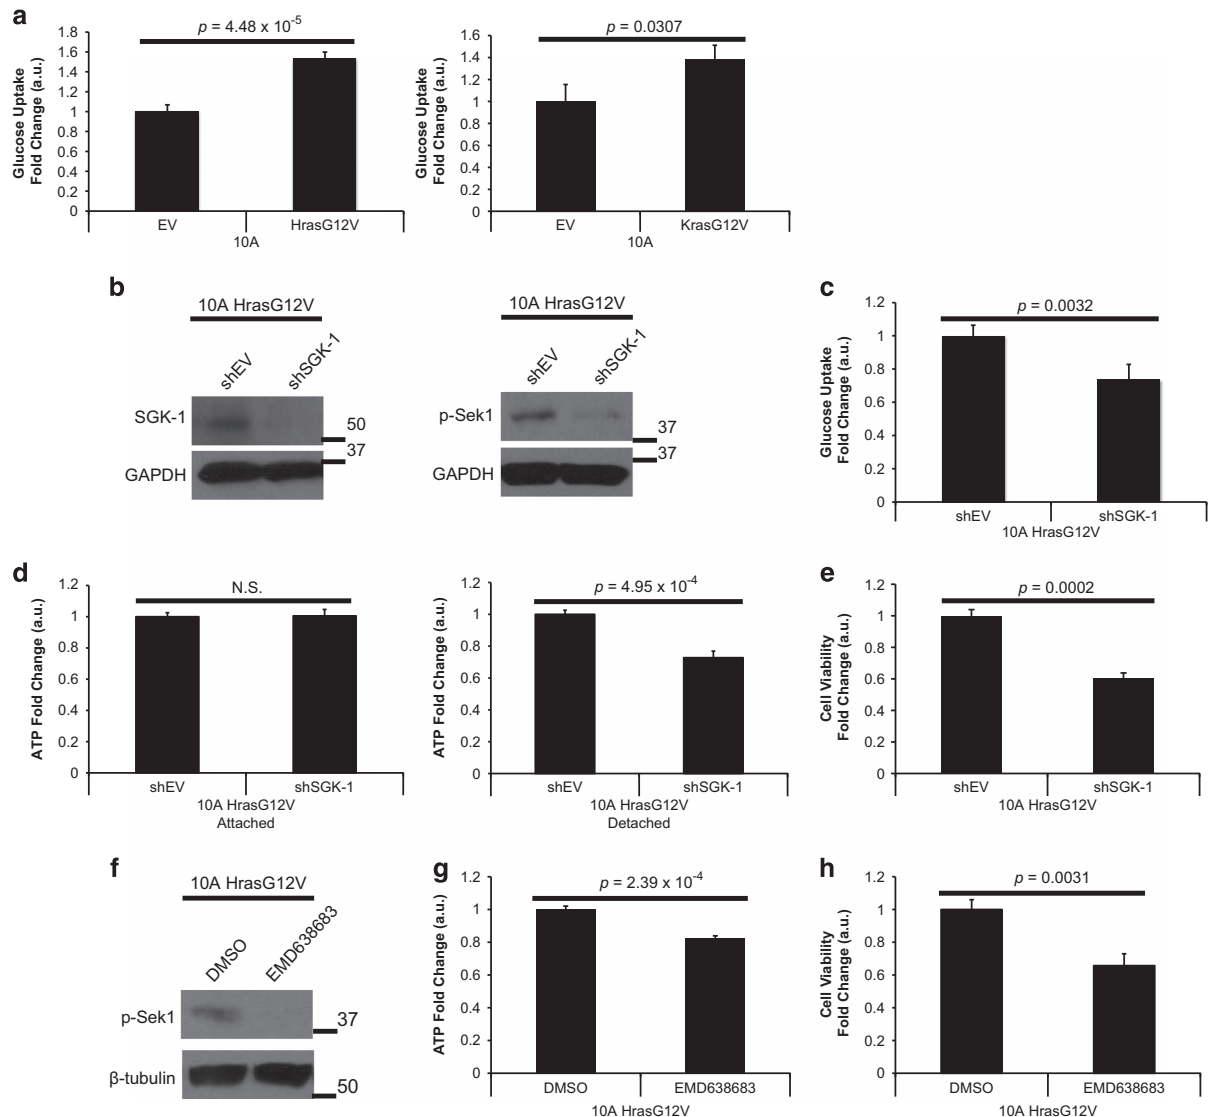 a
p = 4.48 x 10-5
Glucose Uptake
Fold Change (a.u.)
1.8
1.6
1.4
1.2
1
0.8
0.6
0.4
0.2
0
EV
HrasG12V
10A
p = 0.0307
Glucose Uptake
Fold Change (a.u.)
1.6
1.4
1.2
1
0.8
0.6
0.4
0.2
0
EV
KrasG12V
10A
b
10A HrasG12V
shEV
shSGK-1
SGK-1
50
37
GAPDH
10A HrasG12V
shEV
shSGK-1
p-Sek1
37
37
GAPDH
c
p = 0.0032
Glucose Uptake
Fold Change (a.u.)
1.2
1
0.8
0.6
0.4
0.2
0
shEV
shSGK-1
10A HrasG12V
d
N.S.
ATP Fold Change (a.u.)
1.2
1
0.8
0.6
0.4
0.2
0
shEV
shSGK-1
10A HrasG12V
Attached
p = 4.95 x 10-4
ATP Fold Change (a.u.)
1.2
1
0.8
0.6
0.4
0.2
0
shEV
shSGK-1
10A HrasG12V
Detached
e
p = 0.0002
Cell Viability
Fold Change (a.u.)
1.2
1
0.8
0.6
0.4
0.2
0
shEV
shSGK-1
10A HrasG12V
f
10A HrasG12V
DMSO
EMD638683
p-Sek1
37
β-tubulin
50
g
p = 2.39 x 10-4
ATP Fold Change (a.u.)
1.2
1
0.8
0.6
0.4
0.2
0
DMSO
EMD638683
10A HrasG12V
h
p = 0.0031
Cell Viability
Fold Change (a.u.)
1.2
1
0.8
0.6
0.4
0.2
0
DMSO
EMD638683
10A HrasG12V